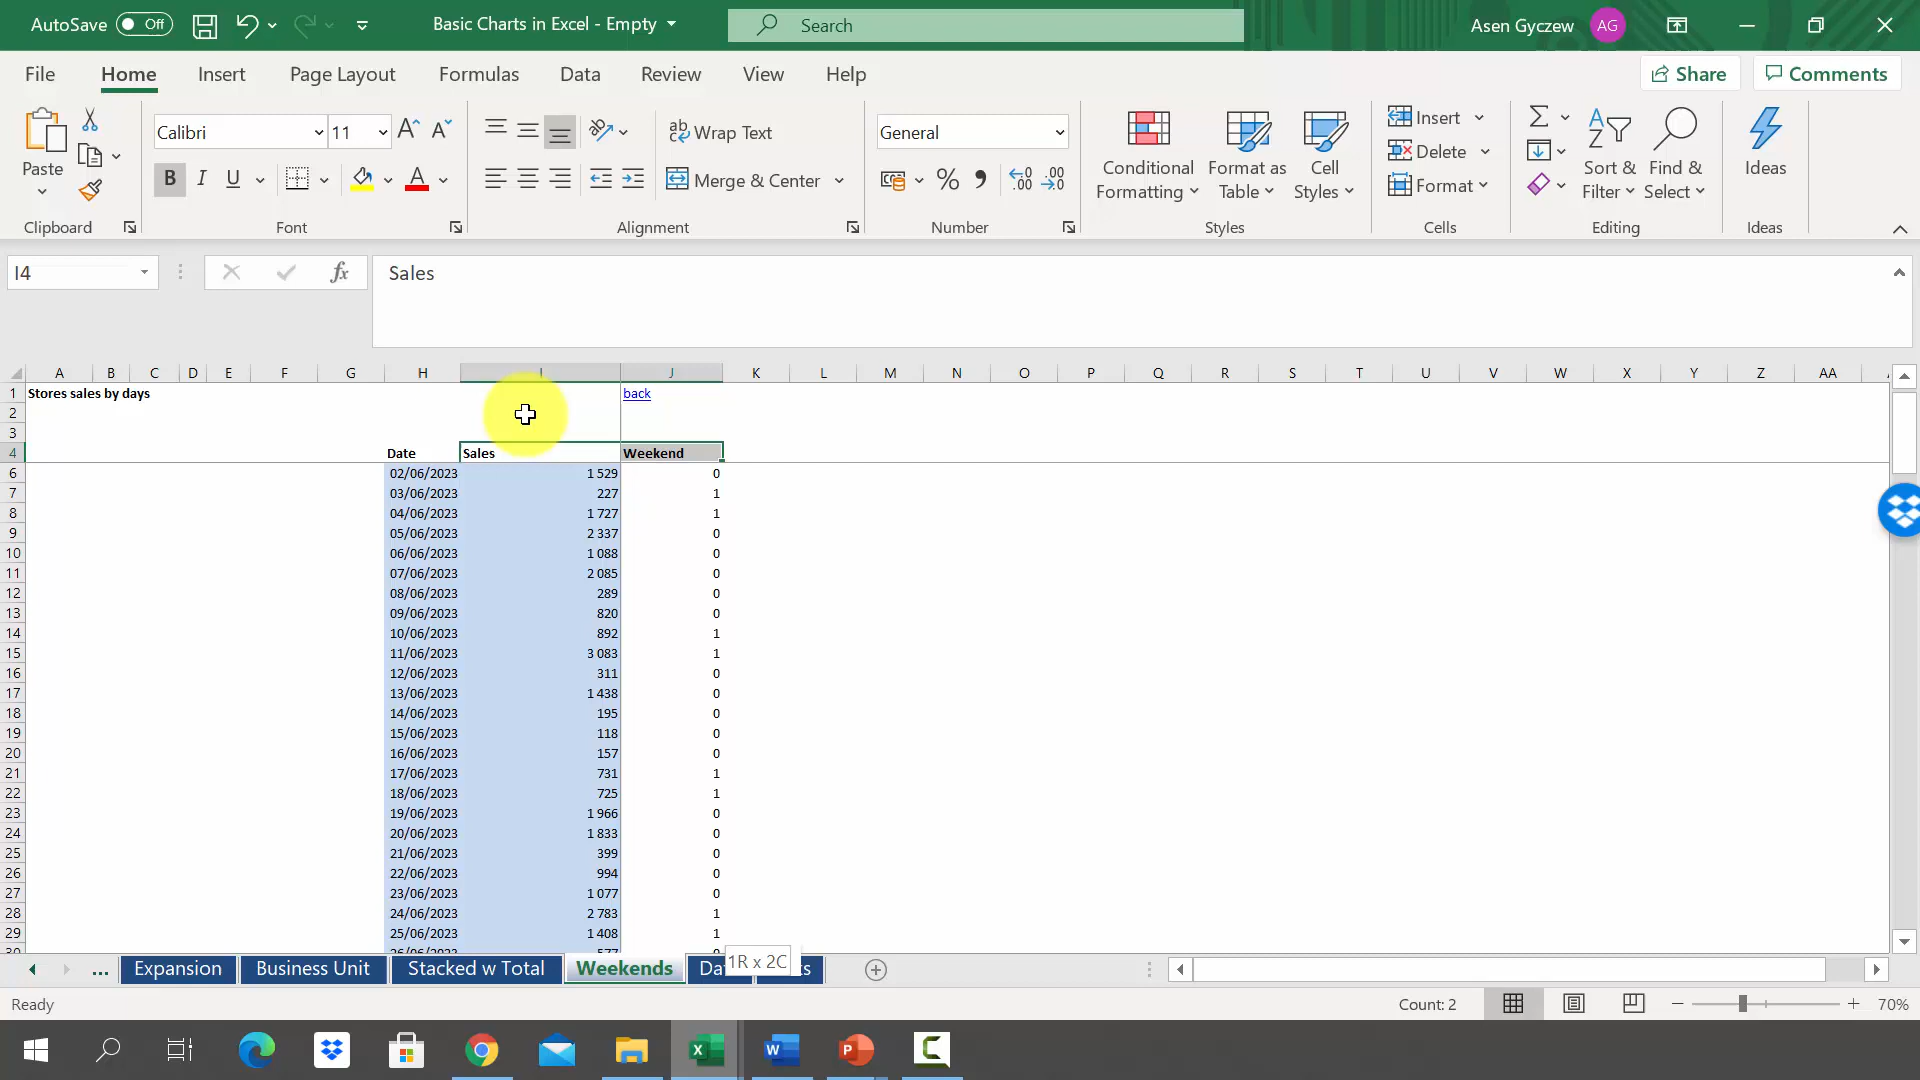 AutoSave Off Basic Charts in Excel - Empty Search Asen Gyczew AG
File Home Insert Page Layout Formulas Data Review View Help Share Comments
Calibri 11 Wrap Text General Insert
Paste Conditional Format as Cell Delete Sort & Find & Ideas
Merge & Center Formatting Table Styles Format Filter Select
Clipboard Font Alignment Number Styles Cells Editing Ideas
I4 fx Sales
A B C D E F G H I J K L M N O P Q R S T U V W X Y Z AA
1 Stores sales by days back
2
3
4 Date Sales Weekend
6 02/06/2023 1 529 0
7 03/06/2023 227 1
8 04/06/2023 1 727 1
9 05/06/2023 2 337 0
10 06/06/2023 1 088 0
11 07/06/2023 2 085 0
12 08/06/2023 289 0
13 09/06/2023 820 0
14 10/06/2023 892 1
15 11/06/2023 3 083 1
16 12/06/2023 311 0
17 13/06/2023 1 438 0
18 14/06/2023 195 0
19 15/06/2023 118 0
20 16/06/2023 157 0
21 17/06/2023 731 1
22 18/06/2023 725 1
23 19/06/2023 1 966 0
24 20/06/2023 1 833 0
25 21/06/2023 399 0
26 22/06/2023 994 0
27 23/06/2023 1 077 0
28 24/06/2023 2 783 1
29 25/06/2023 1 408 1
... Expansion Business Unit Stacked w Total Weekends 1R x 2C
Ready Count: 2 70%